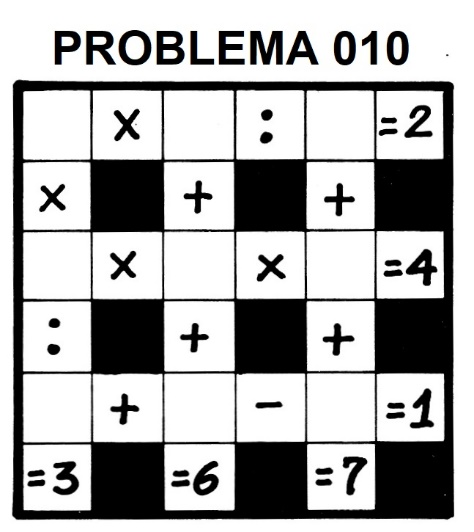 PROBLEMA 010
x : =2
x + +
x x =4
: + +
+ - =1
=3 =6 =7